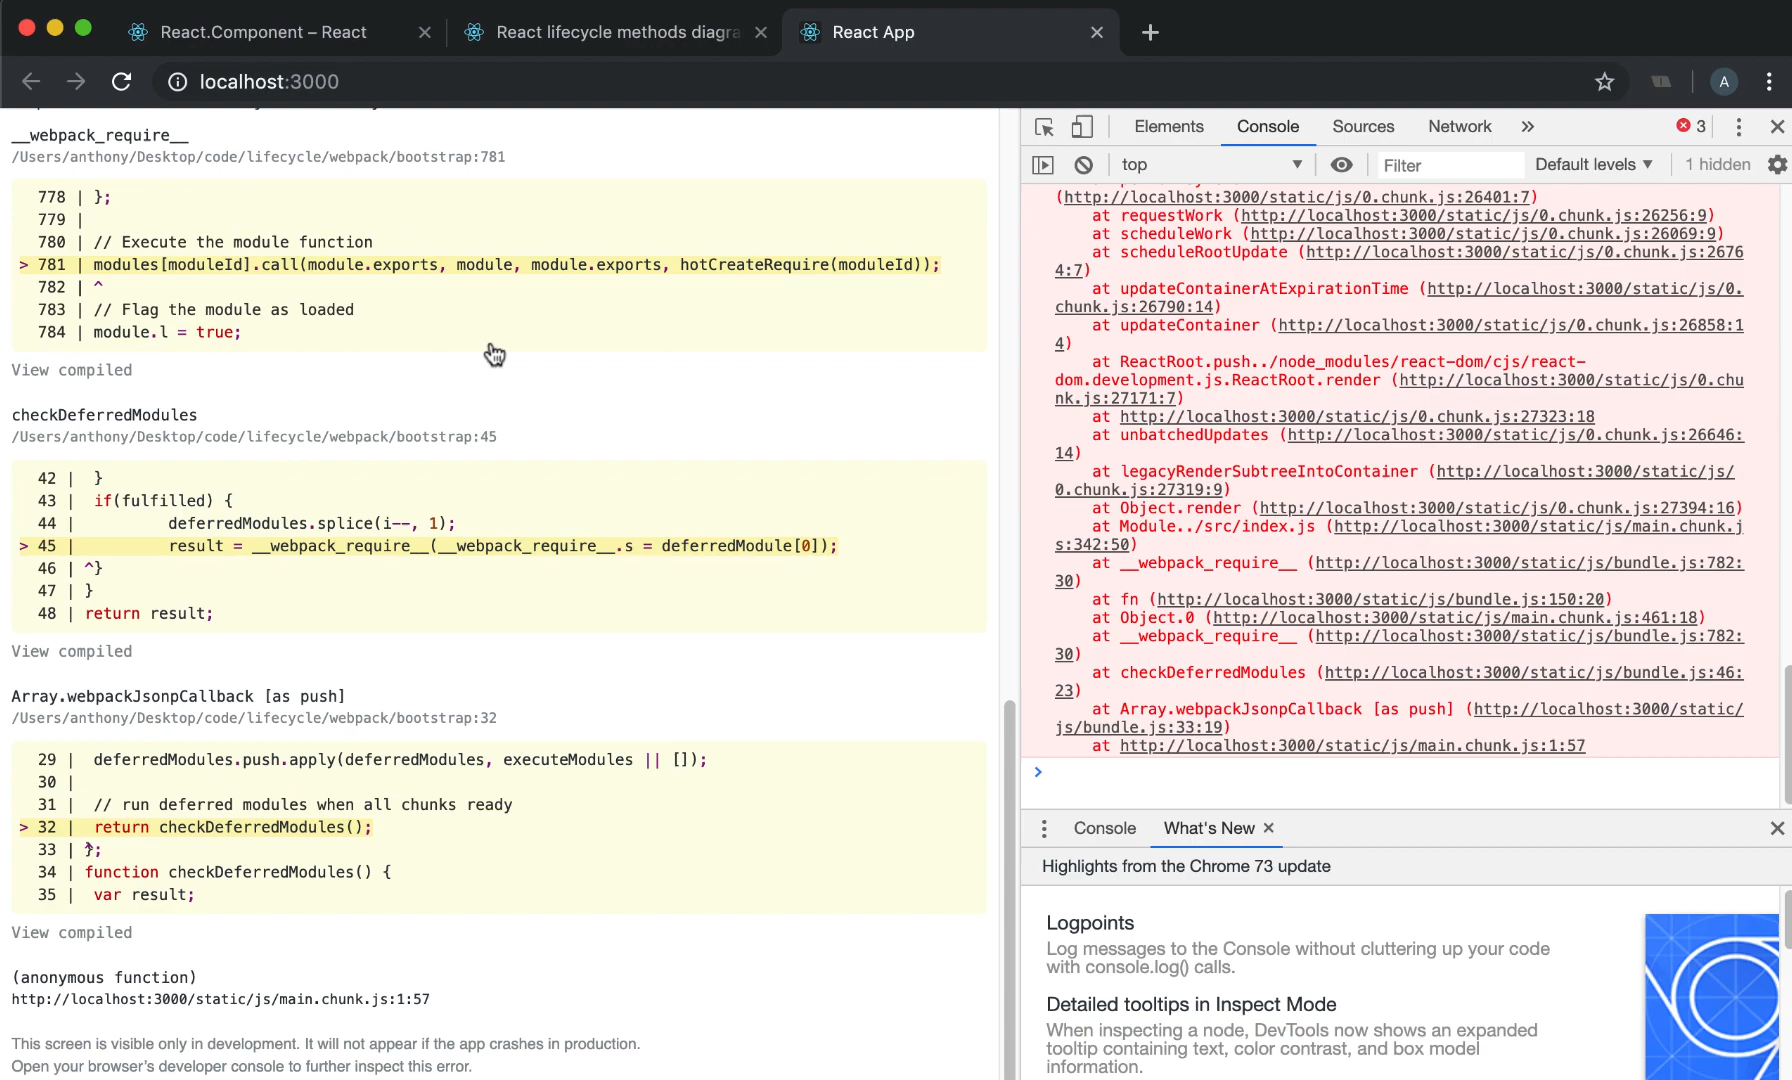 React.Component – React
React lifecycle methods diagra
React App
localhost:3000
A
__webpack_require__
/Users/anthony/Desktop/code/lifecycle/webpack/bootstrap:781
778 | };
779 |
780 | // Execute the module function
> 781 | modules[moduleId].call(module.exports, module, module.exports, hotCreateRequire(moduleId));
782 | ^
783 | // Flag the module as loaded
784 | module.l = true;
View compiled
checkDeferredModules
/Users/anthony/Desktop/code/lifecycle/webpack/bootstrap:45
42 | }
43 | if(fulfilled) {
44 | deferredModules.splice(i--, 1);
> 45 | result = __webpack_require__(__webpack_require__.s = deferredModule[0]);
46 | ^}
47 | }
48 | return result;
View compiled
Array.webpackJsonpCallback [as push]
/Users/anthony/Desktop/code/lifecycle/webpack/bootstrap:32
29 | deferredModules.push.apply(deferredModules, executeModules || []);
30 |
31 | // run deferred modules when all chunks ready
> 32 | return checkDeferredModules();
33 | };
34 | function checkDeferredModules() {
35 | var result;
View compiled
(anonymous function)
http://localhost:3000/static/js/main.chunk.js:1:57
This screen is visible only in development. It will not appear if the app crashes in production.
Open your browser's developer console to further inspect this error.
Elements Console Sources Network » 3
top Filter Default levels 1 hidden
(http://localhost:3000/static/js/0.chunk.js:26401:7)
at requestWork (http://localhost:3000/static/js/0.chunk.js:26256:9)
at scheduleWork (http://localhost:3000/static/js/0.chunk.js:26069:9)
at scheduleRootUpdate (http://localhost:3000/static/js/0.chunk.js:2676
4:7)
at updateContainerAtExpirationTime (http://localhost:3000/static/js/0.
chunk.js:26790:14)
at updateContainer (http://localhost:3000/static/js/0.chunk.js:26858:1
4)
at ReactRoot.push../node_modules/react-dom/cjs/react-
dom.development.js.ReactRoot.render (http://localhost:3000/static/js/0.chu
nk.js:27171:7)
at http://localhost:3000/static/js/0.chunk.js:27323:18
at unbatchedUpdates (http://localhost:3000/static/js/0.chunk.js:26646:
14)
at legacyRenderSubtreeIntoContainer (http://localhost:3000/static/js/
0.chunk.js:27319:9)
at Object.render (http://localhost:3000/static/js/0.chunk.js:27394:16)
at Module../src/index.js (http://localhost:3000/static/js/main.chunk.j
s:342:50)
at __webpack_require__ (http://localhost:3000/static/js/bundle.js:782:
30)
at fn (http://localhost:3000/static/js/bundle.js:150:20)
at Object.0 (http://localhost:3000/static/js/main.chunk.js:461:18)
at __webpack_require__ (http://localhost:3000/static/js/bundle.js:782:
30)
at checkDeferredModules (http://localhost:3000/static/js/bundle.js:46:
23)
at Array.webpackJsonpCallback [as push] (http://localhost:3000/static/
js/bundle.js:33:19)
at http://localhost:3000/static/js/main.chunk.js:1:57
>
Console What's New
Highlights from the Chrome 73 update
Logpoints
Log messages to the Console without cluttering up your code
with console.log() calls.
Detailed tooltips in Inspect Mode
When inspecting a node, DevTools now shows an expanded
tooltip containing text, color contrast, and box model
information.